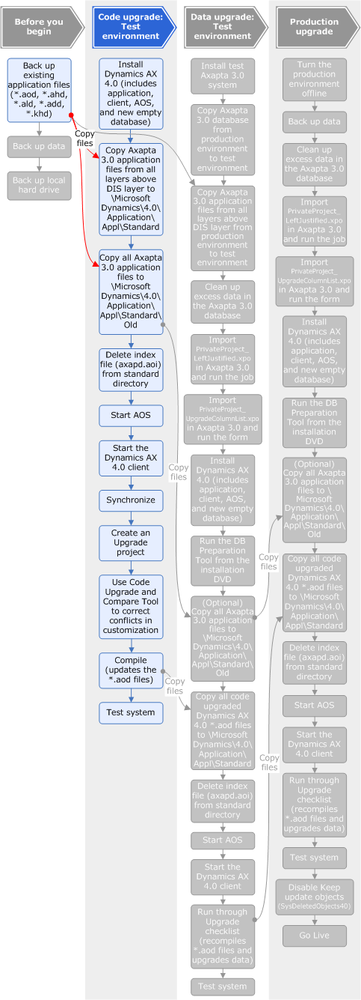 Before you
begin
Back up
existing
application files
(*.aod, *.ahd,
*.ald, *.add,
*.khd)
Back up data
Back up local
hard drive
Copy
files
Code upgrade:
Test
environment
Install
Dynamics AX
4.0 (includes
application,
client, AOS,
and new empty
database)
Copy Axapta
3.0 application
files from all
layers above
DIS layer to
\Microsoft
Dynamics\4.0\
Application\
Appl\Standard
Copy all Axapta
3.0 application
files to
\Microsoft
Dynamics\4.0\
Application\
Appl\Standard\
Old
Delete index
file (axapd.aoi)
from standard
directory
Start AOS
Start the
Dynamics AX
4.0 client
Synchronize
Create an
Upgrade
project
Use Code
Upgrade and
Compare Tool
to correct
conflicts in
customization
Compile
(updates the
*.aod files)
Test system
Copy
files
Copy
files
Data upgrade:
Test
environment
Install test
Axapta 3.0
system
Copy Axapta
3.0 database
from
production
environment
to test
environment
Copy Axapta
3.0 application
files from all
layers above
DIS layer from
production
environment
to test
environment
Clean up
excess data in
the Axapta 3.0
database
Import
PrivateProject_
LeftJustified.xpo
in Axapta 3.0
and run the job
Import
PrivateProject_
UpgradeColumnList.xpo
in Axapta 3.0 and
run the form
Install
Dynamics AX
4.0 (includes
application,
client, AOS,
and new empty
database)
Run the DB
Preparation
Tool from the
installation
DVD
(Optional)
Copy all Axapta
3.0 application
files to
\Microsoft
Dynamics\4.0\
Application\
Appl\Standard\
Old
Copy all code
upgraded
Dynamics AX
4.0 *.aod files
to \Microsoft
Dynamics\4.0\
Application\
Appl\Standard
Delete index
file (axapd.aoi)
from standard
directory
Start AOS
Start the
Dynamics AX
4.0 client
Run through
Upgrade
checklist
(recompiles
*.aod files and
upgrades data)
Test system
Copy
files
Copy
files
Production
upgrade
Turn the
production
environment
offline
Back up data
Clean up
excess data in
the Axapta 3.0
database
Import
PrivateProject_
LeftJustified.xpo
in Axapta 3.0
and run the job
Import
PrivateProject_
UpgradeColumnList.xpo
in Axapta 3.0 and
run the form
Install
Dynamics AX
4.0 (includes
application,
client, AOS,
and new empty
database)
Run the DB
Preparation
Tool from the
installation
DVD
(Optional)
Copy all Axapta
3.0 application
files to \
Microsoft
Dynamics\4.0\
Application\
Appl\Standard\
Old
Copy all code
upgraded
Dynamics AX
4.0 *.aod files
to \Microsoft
Dynamics\4.0\
Application\
Appl\Standard
Delete index
file (axapd.aoi)
from standard
directory
Start AOS
Start the
Dynamics AX
4.0 client
Run through
Upgrade
checklist
(recompiles
*.aod files and
upgrades data)
Test system
Disable Keep
update objects
(SysDeletedObjects40)
Go Live